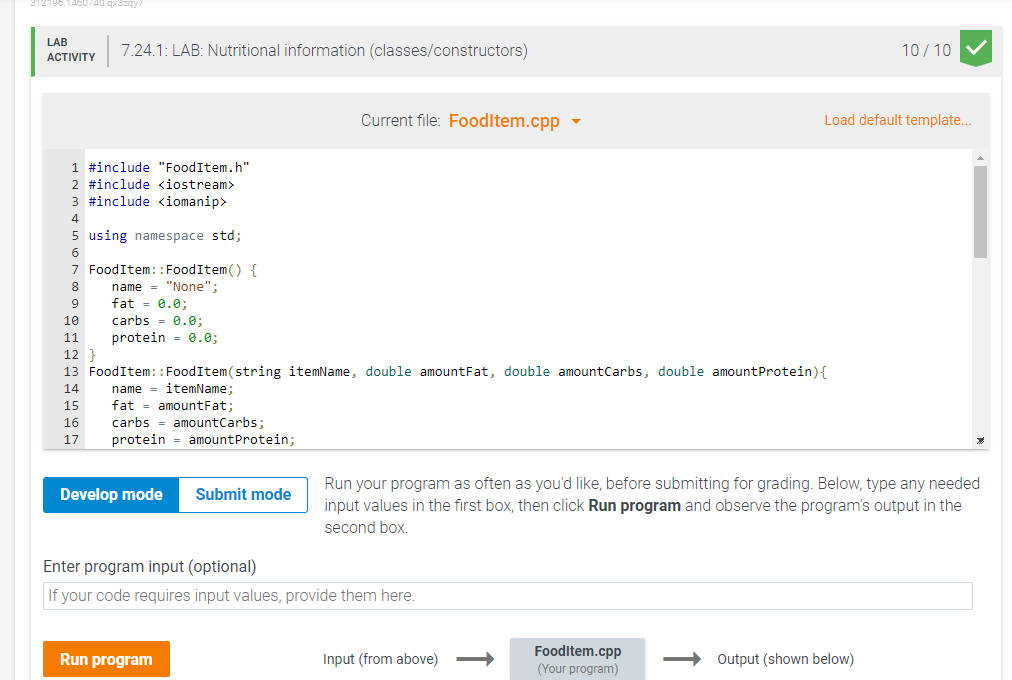 312196.1460740.qx3zqy7
LAB
ACTIVITY
7.24.1: LAB: Nutritional information (classes/constructors)
10 / 10
Current file: FoodItem.cpp
Load default template...
1 #include "FoodItem.h"
2 #include <iostream>
3 #include <iomanip>
4
5 using namespace std;
6
7 FoodItem::FoodItem() {
8    name = "None";
9    fat = 0.0;
10    carbs = 0.0;
11    protein = 0.0;
12 }
13 FoodItem::FoodItem(string itemName, double amountFat, double amountCarbs, double amountProtein){
14    name = itemName;
15    fat = amountFat;
16    carbs = amountCarbs;
17    protein = amountProtein;
Develop mode
Submit mode
Run your program as often as you'd like, before submitting for grading. Below, type any needed
input values in the first box, then click Run program and observe the program's output in the
second box.
Enter program input (optional)
If your code requires input values, provide them here.
Run program
Input (from above)
FoodItem.cpp
(Your program)
Output (shown below)